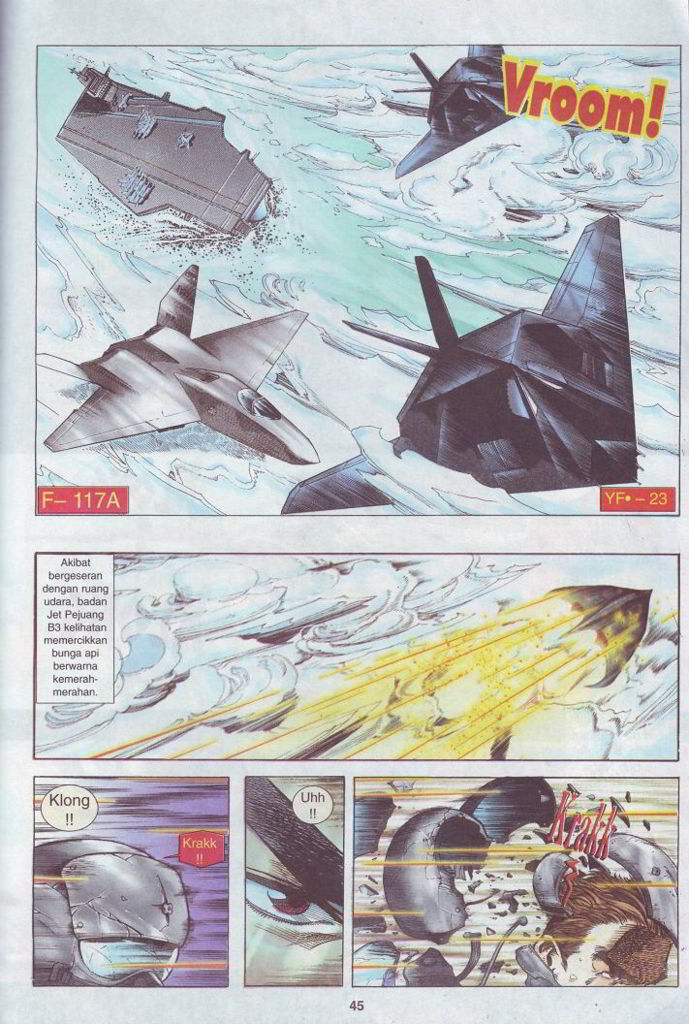 Vroom!
F– 117A
YF• – 23
Akibat
bergeseran
dengan ruang
udara, badan
Jet Pejuang
B3 kelihatan
memercikkan
bunga api
berwarna
kemerah-
merahan.
Klong
!!
Krakk
!!
Uhh
!!
Krakk
!!
45